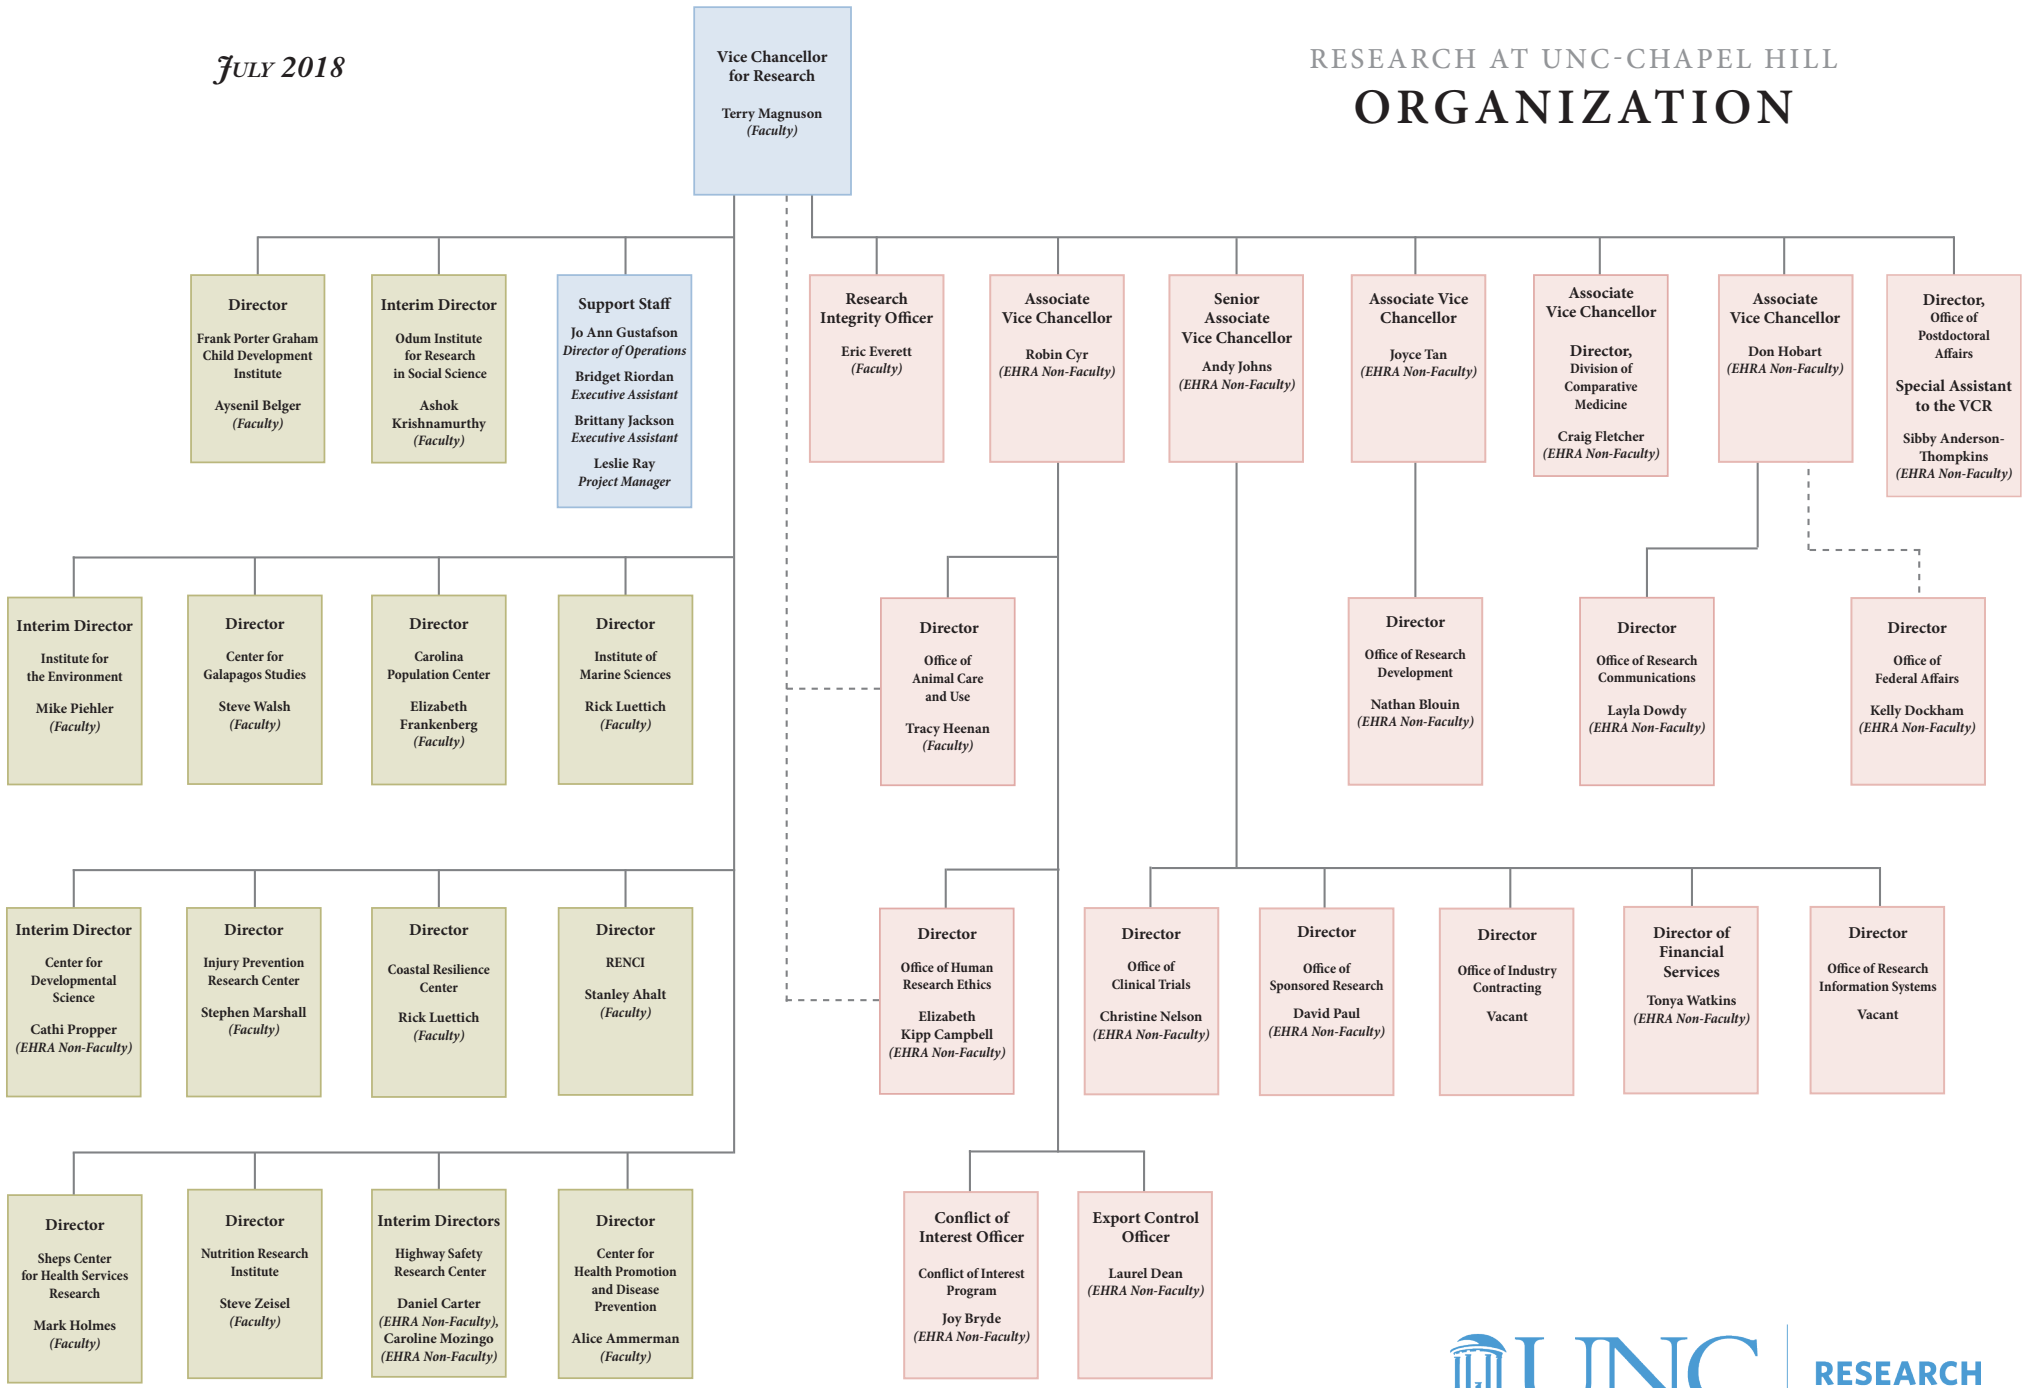 JULY 2018
RESEARCH AT UNC-CHAPEL HILL
ORGANIZATION
Vice Chancellor
for Research
Terry Magnuson
(Faculty)
Director
Frank Porter Graham
Child Development
Institute
Aysenil Belger
(Faculty)
Interim Director
Odum Institute
for Research
in Social Science
Ashok
Krishnamurthy
(Faculty)
Support Staff
Jo Ann Gustafson
Director of Operations
Bridget Riordan
Executive Assistant
Brittany Jackson
Executive Assistant
Leslie Ray
Project Manager
Research
Integrity Officer
Eric Everett
(Faculty)
Associate
Vice Chancellor
Robin Cyr
(EHRA Non-Faculty)
Senior
Associate
Vice Chancellor
Andy Johns
(EHRA Non-Faculty)
Associate Vice
Chancellor
Joyce Tan
(EHRA Non-Faculty)
Associate
Vice Chancellor
Director,
Division of
Comparative
Medicine
Craig Fletcher
(EHRA Non-Faculty)
Associate
Vice Chancellor
Don Hobart
(EHRA Non-Faculty)
Director,
Office of
Postdoctoral
Affairs
Special Assistant
to the VCR
Sibby Anderson-
Thompkins
(EHRA Non-Faculty)
Interim Director
Institute for
the Environment
Mike Piehler
(Faculty)
Director
Center for
Galapagos Studies
Steve Walsh
(Faculty)
Director
Carolina
Population Center
Elizabeth
Frankenberg
(Faculty)
Director
Institute of
Marine Sciences
Rick Luettich
(Faculty)
Director
Office of
Animal Care
and Use
Tracy Heenan
(Faculty)
Director
Office of Research
Development
Nathan Blouin
(EHRA Non-Faculty)
Director
Office of Research
Communications
Layla Dowdy
(EHRA Non-Faculty)
Director
Office of
Federal Affairs
Kelly Dockham
(EHRA Non-Faculty)
Interim Director
Center for
Developmental
Science
Cathi Propper
(EHRA Non-Faculty)
Director
Injury Prevention
Research Center
Stephen Marshall
(Faculty)
Director
Coastal Resilience
Center
Rick Luettich
(Faculty)
Director
RENCI
Stanley Ahalt
(Faculty)
Director
Office of Human
Research Ethics
Elizabeth
Kipp Campbell
(EHRA Non-Faculty)
Director
Office of
Clinical Trials
Christine Nelson
(EHRA Non-Faculty)
Director
Office of
Sponsored Research
David Paul
(EHRA Non-Faculty)
Director
Office of Industry
Contracting
Vacant
Director of
Financial
Services
Tonya Watkins
(EHRA Non-Faculty)
Director
Office of Research
Information Systems
Vacant
Director
Sheps Center
for Health Services
Research
Mark Holmes
(Faculty)
Director
Nutrition Research
Institute
Steve Zeisel
(Faculty)
Interim Directors
Highway Safety
Research Center
Daniel Carter
(EHRA Non-Faculty),
Caroline Mozingo
(EHRA Non-Faculty)
Director
Center for
Health Promotion
and Disease
Prevention
Alice Ammerman
(Faculty)
Conflict of
Interest Officer
Conflict of Interest
Program
Joy Bryde
(EHRA Non-Faculty)
Export Control
Officer
Laurel Dean
(EHRA Non-Faculty)
UNC
RESEARCH